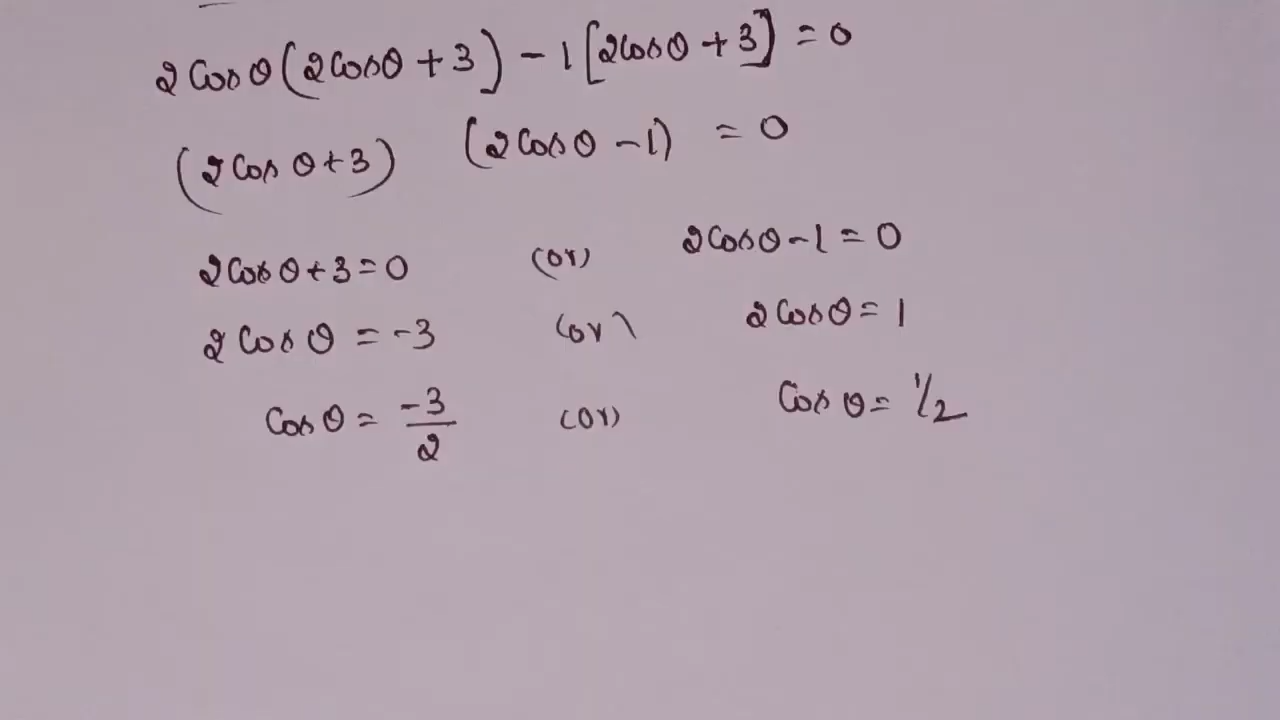 2 Cos θ (2 Cos θ + 3) - 1 [2 Cos θ + 3] = 0
(2 Cos θ + 3) (2 Cos θ - 1) = 0
2 Cos θ + 3 = 0 (or) 2 Cos θ - 1 = 0
2 Cos θ = -3 (or) 2 Cos θ = 1
Cos θ = -3/2 (or) Cos θ = 1/2